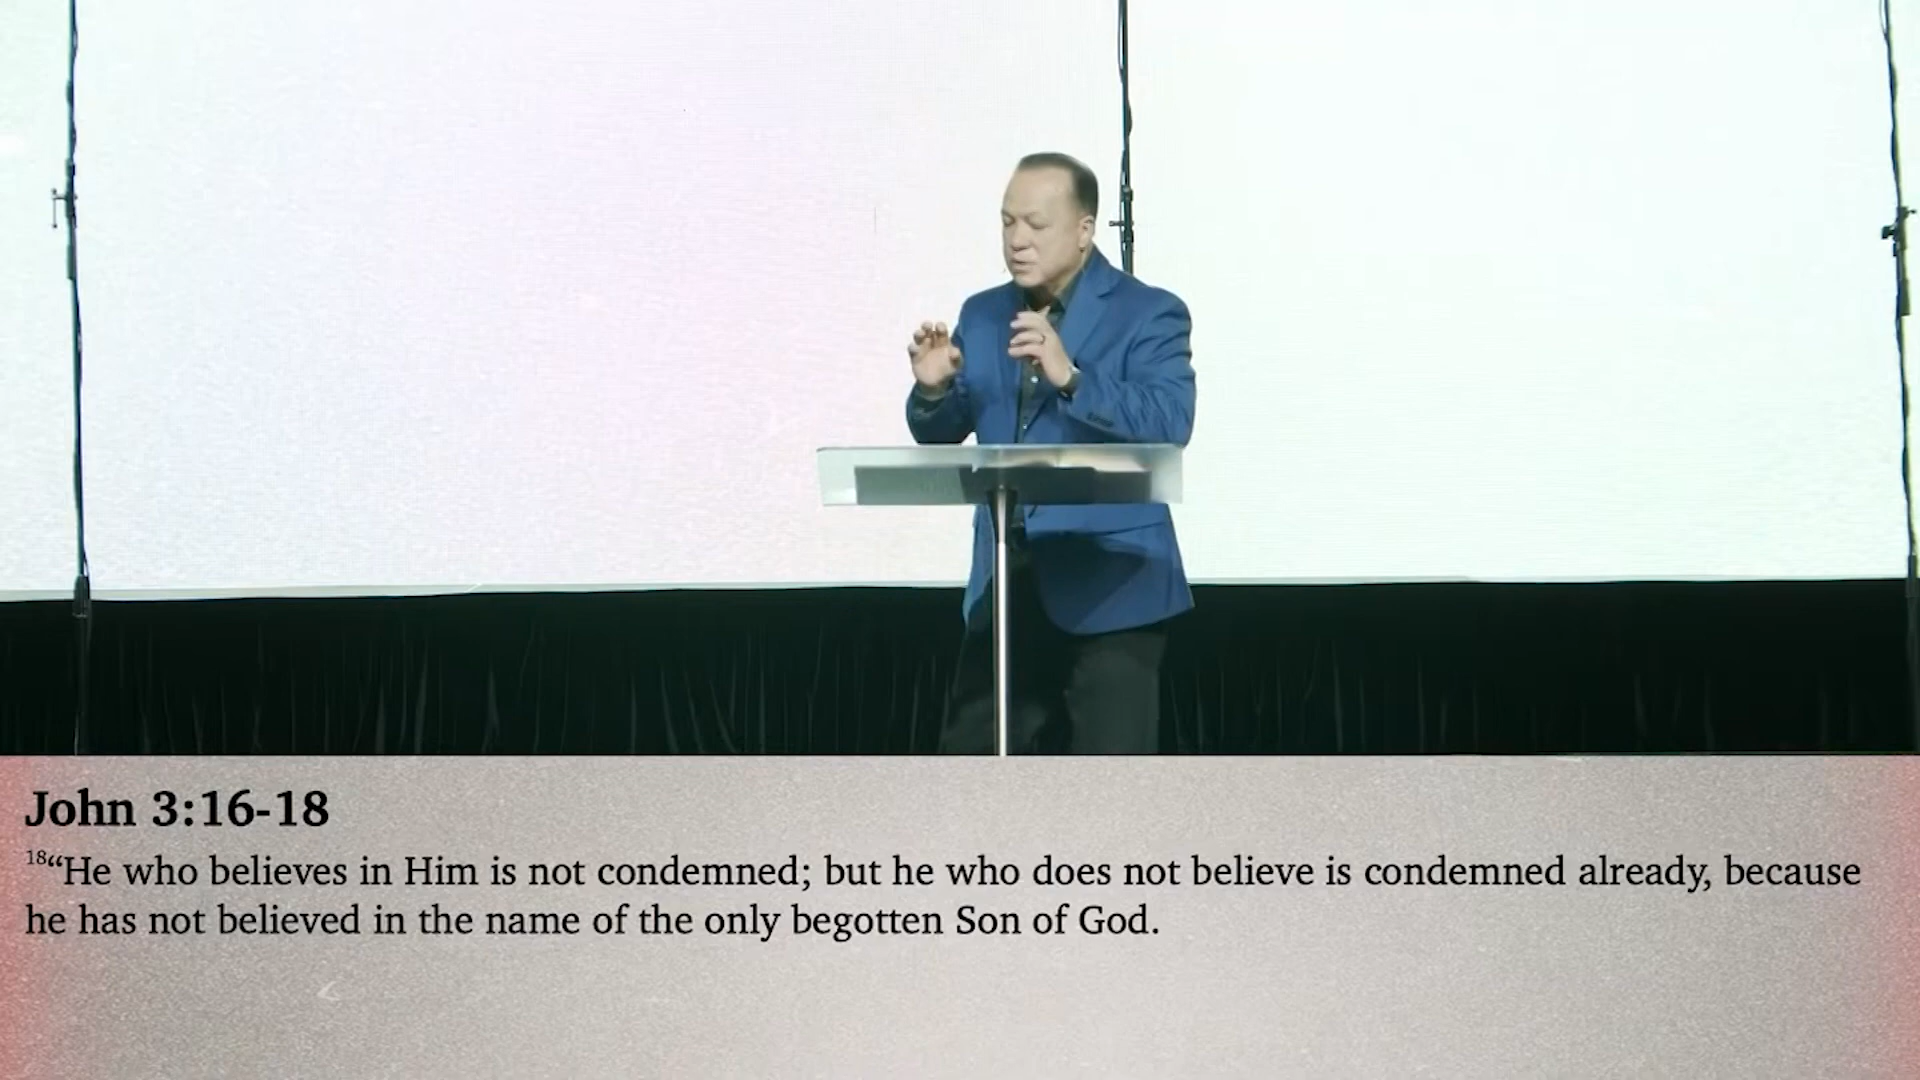 John 3:16-18
18“He who believes in Him is not condemned; but he who does not believe is condemned already, because
he has not believed in the name of the only begotten Son of God.